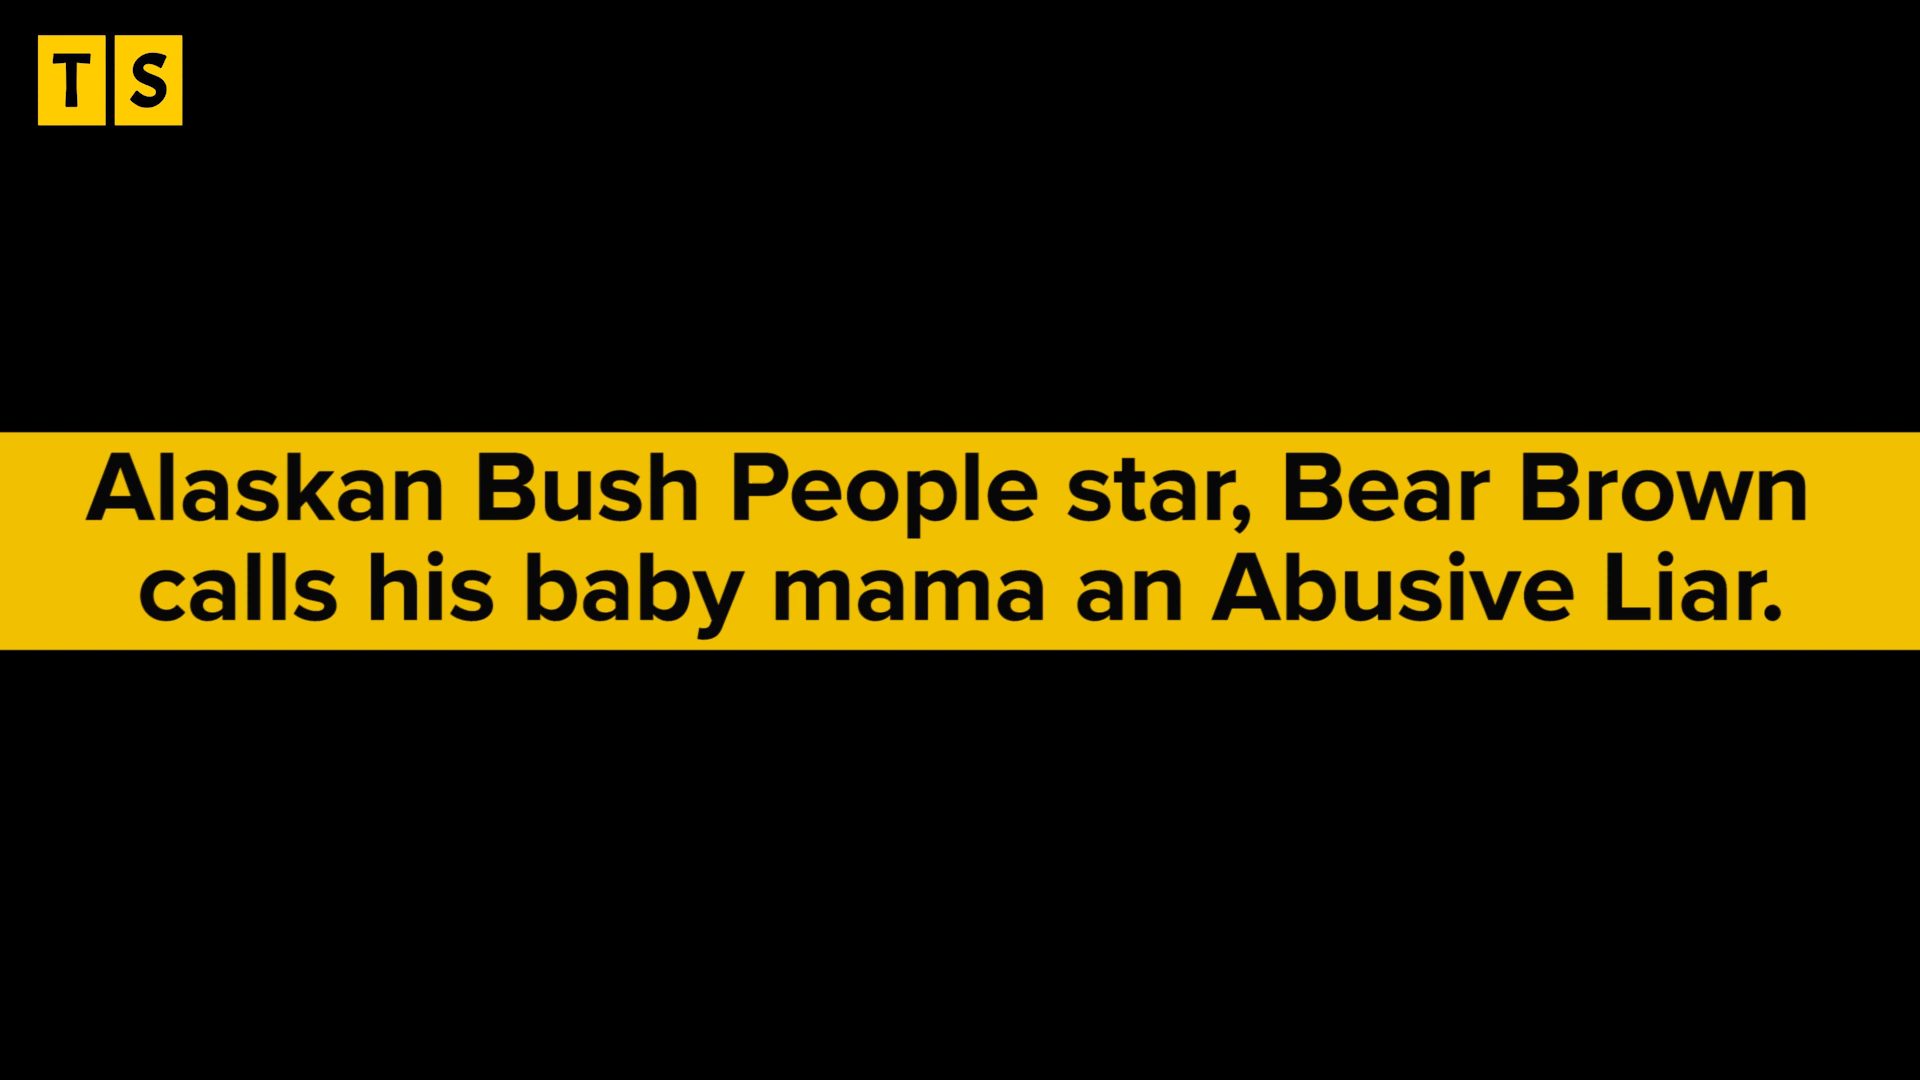 TS
Alaskan Bush People star, Bear Brown
calls his baby mama an Abusive Liar.